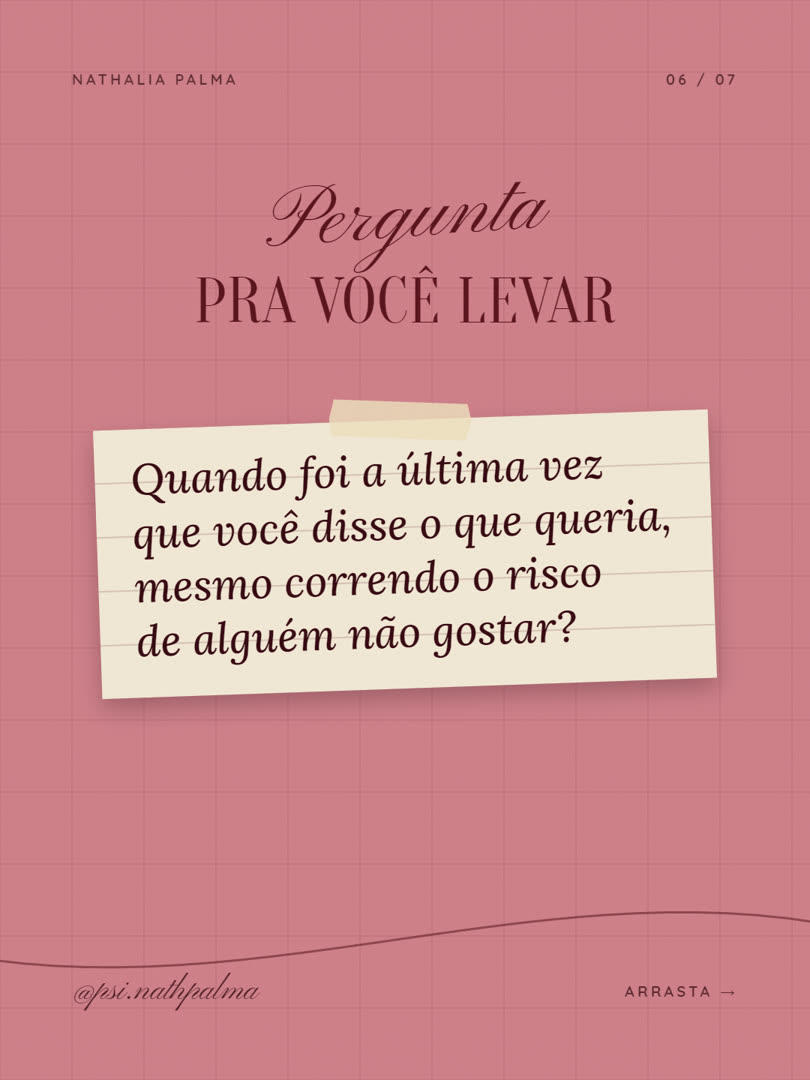 NATHALIA PALMA
06 / 07
Pergunta
PRA VOCÊ LEVAR
Quando foi a última vez
que você disse o que queria,
mesmo correndo o risco
de alguém não gostar?
@psi.nathpalma
ARRASTA →